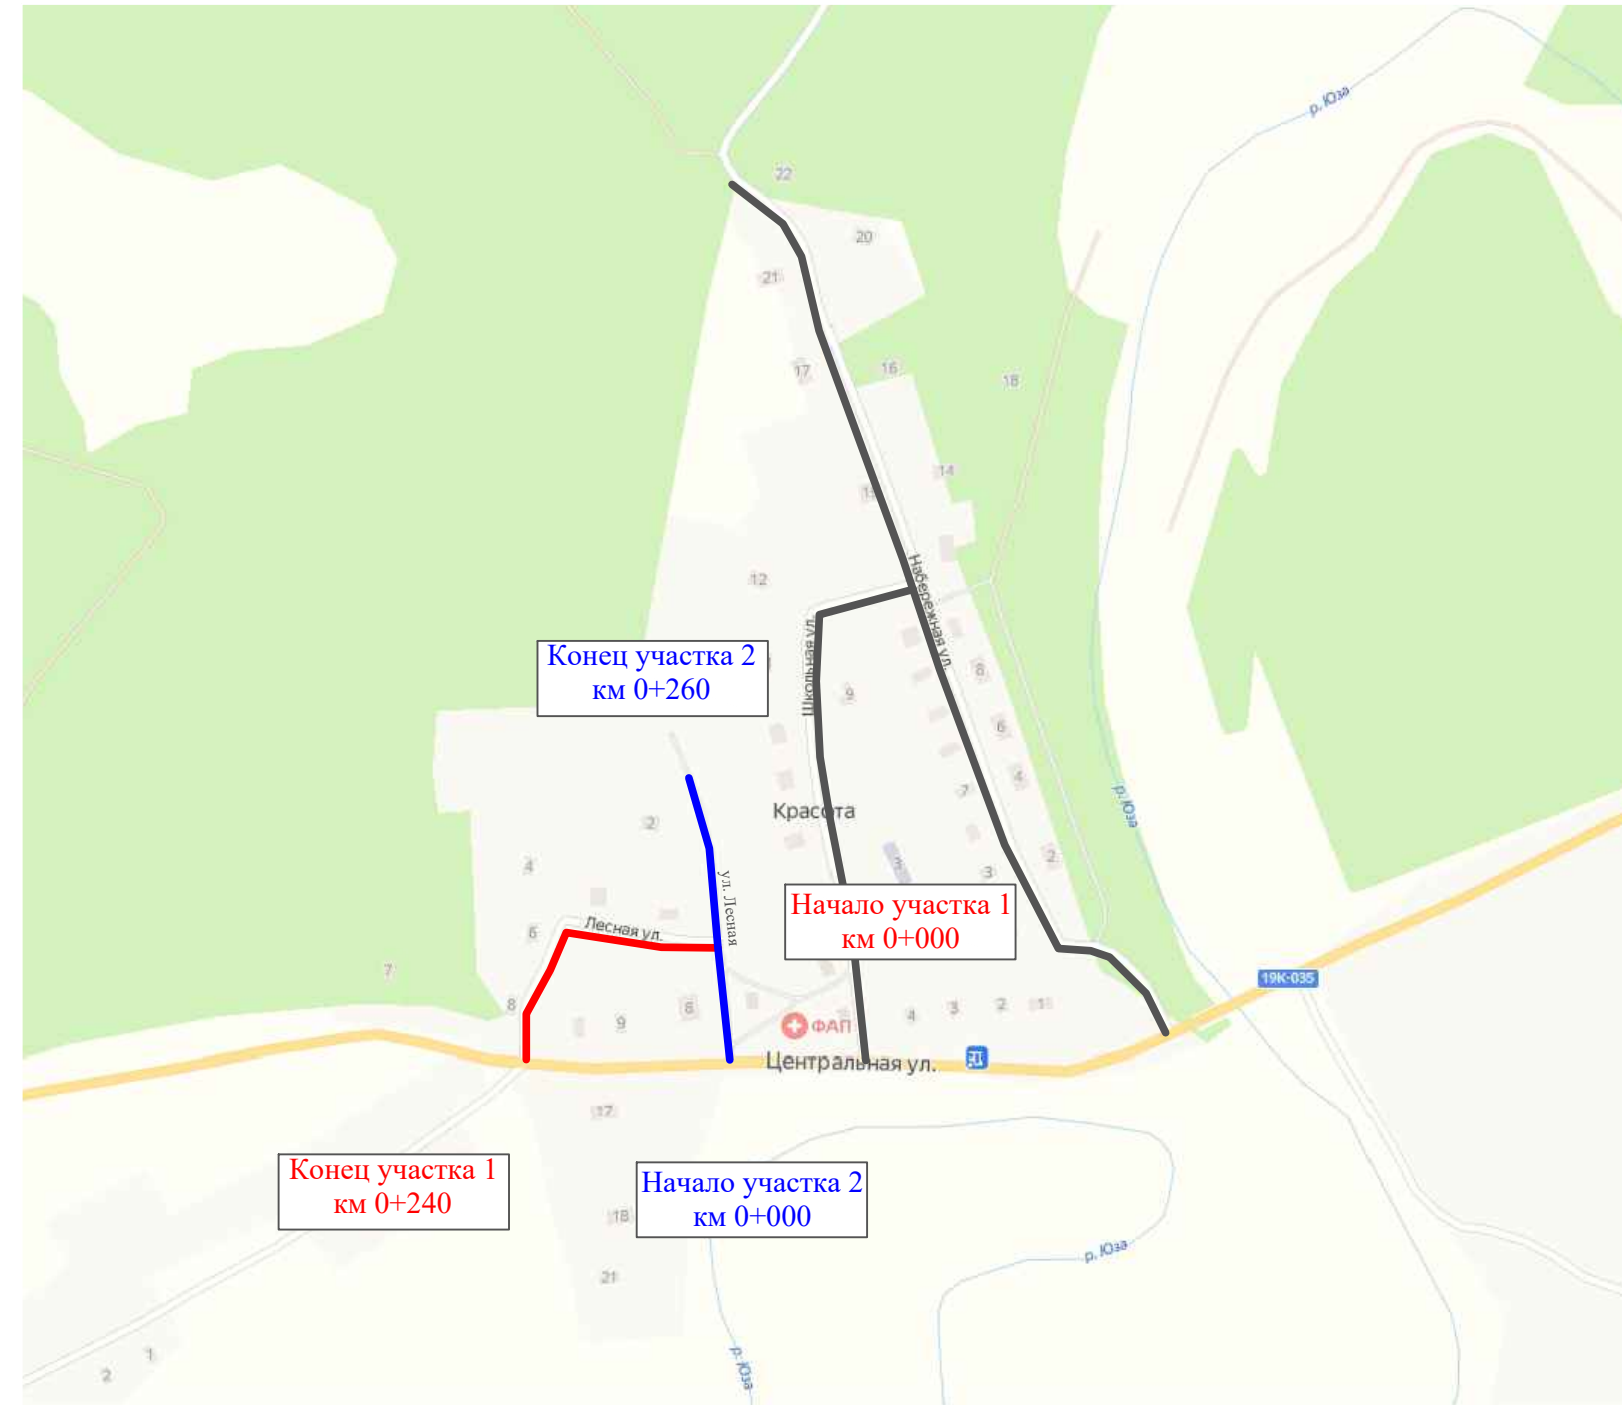 р. Юза
22
20
21
17
16
18
14
12
Набережная ул.
Школьная ул.
Конец участка 2
км 0+260
8
9
6
4
7
Красота
2
4
ул. Лесная
2
3
Начало участка 1
км 0+000
6
Лесная ул.
р. Юза
7
19К-035
8
9
8
4
3
2
1
ФАП
Центральная ул.
17
Конец участка 1
км 0+240
Начало участка 2
км 0+000
18
р. Юза
21
1
2
р. Юза